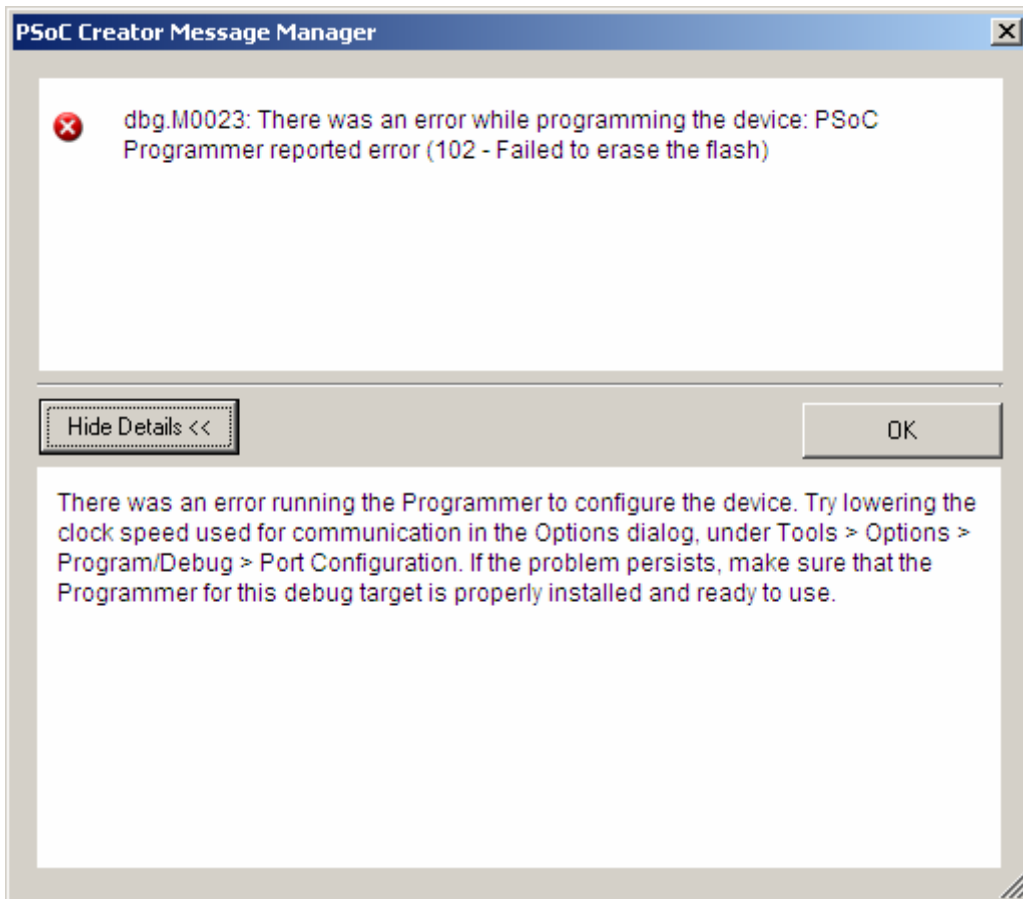 PSoC Creator Message Manager
dbg.M0023: There was an error while programming the device: PSoC
Programmer reported error (102 - Failed to erase the flash)
Hide Details <<
OK
There was an error running the Programmer to configure the device. Try lowering the
clock speed used for communication in the Options dialog, under Tools > Options >
Program/Debug > Port Configuration. If the problem persists, make sure that the
Programmer for this debug target is properly installed and ready to use.